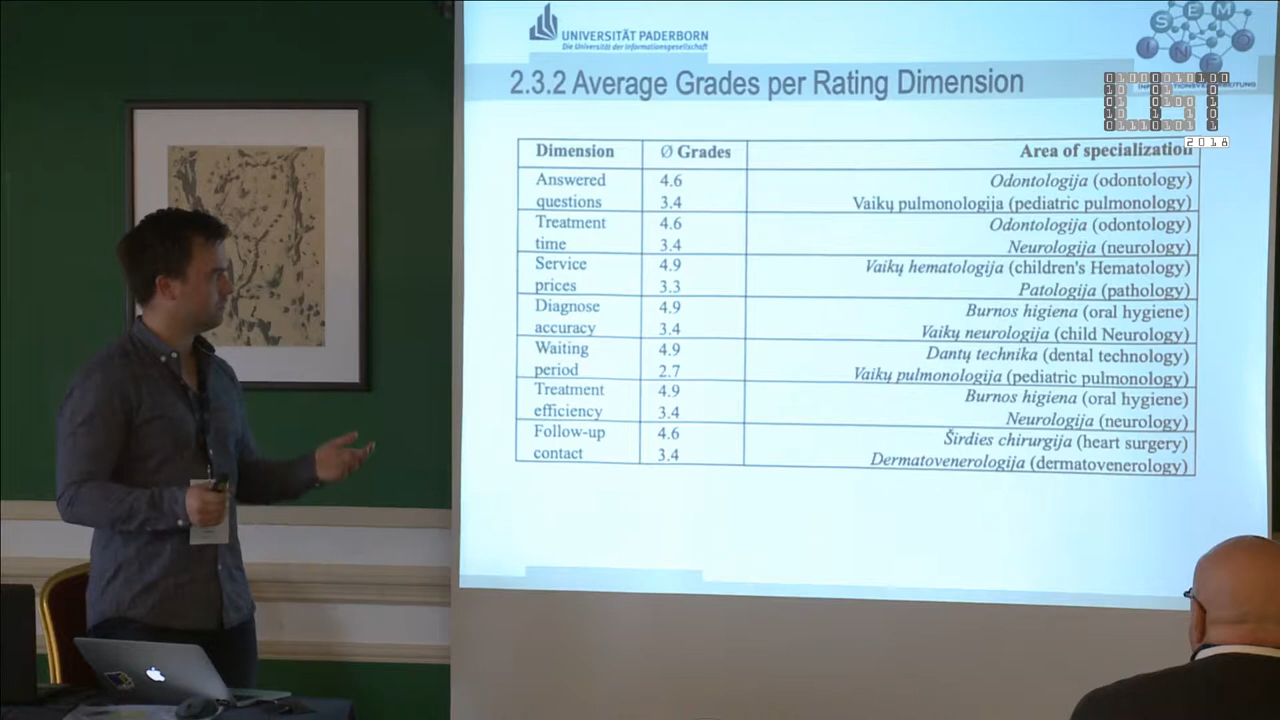 UNIVERSITÄT PADERBORN
Die Universität der Informationsgesellschaft
SEM
INFO
2.3.2 Average Grades per Rating Dimension
0100001010100
2018
Dimension Ø Grades Area of specialization
Answered 4.6 Odontologija (odontology)
questions 3.4 Vaikų pulmonologija (pediatric pulmonology)
Treatment 4.6 Odontologija (odontology)
time 3.4 Neurologija (neurology)
Service 4.9 Vaikų hematologija (children's Hematology)
prices 3.3 Patologija (pathology)
Diagnose 4.9 Burnos higiena (oral hygiene)
accuracy 3.4 Vaikų neurologija (child Neurology)
Waiting 4.9 Dantų technika (dental technology)
period 2.7 Vaikų pulmonologija (pediatric pulmonology)
Treatment 4.9 Burnos higiena (oral hygiene)
efficiency 3.4 Neurologija (neurology)
Follow-up 4.6 Širdies chirurgija (heart surgery)
contact 3.4 Dermatovenerologija (dermatovenerology)